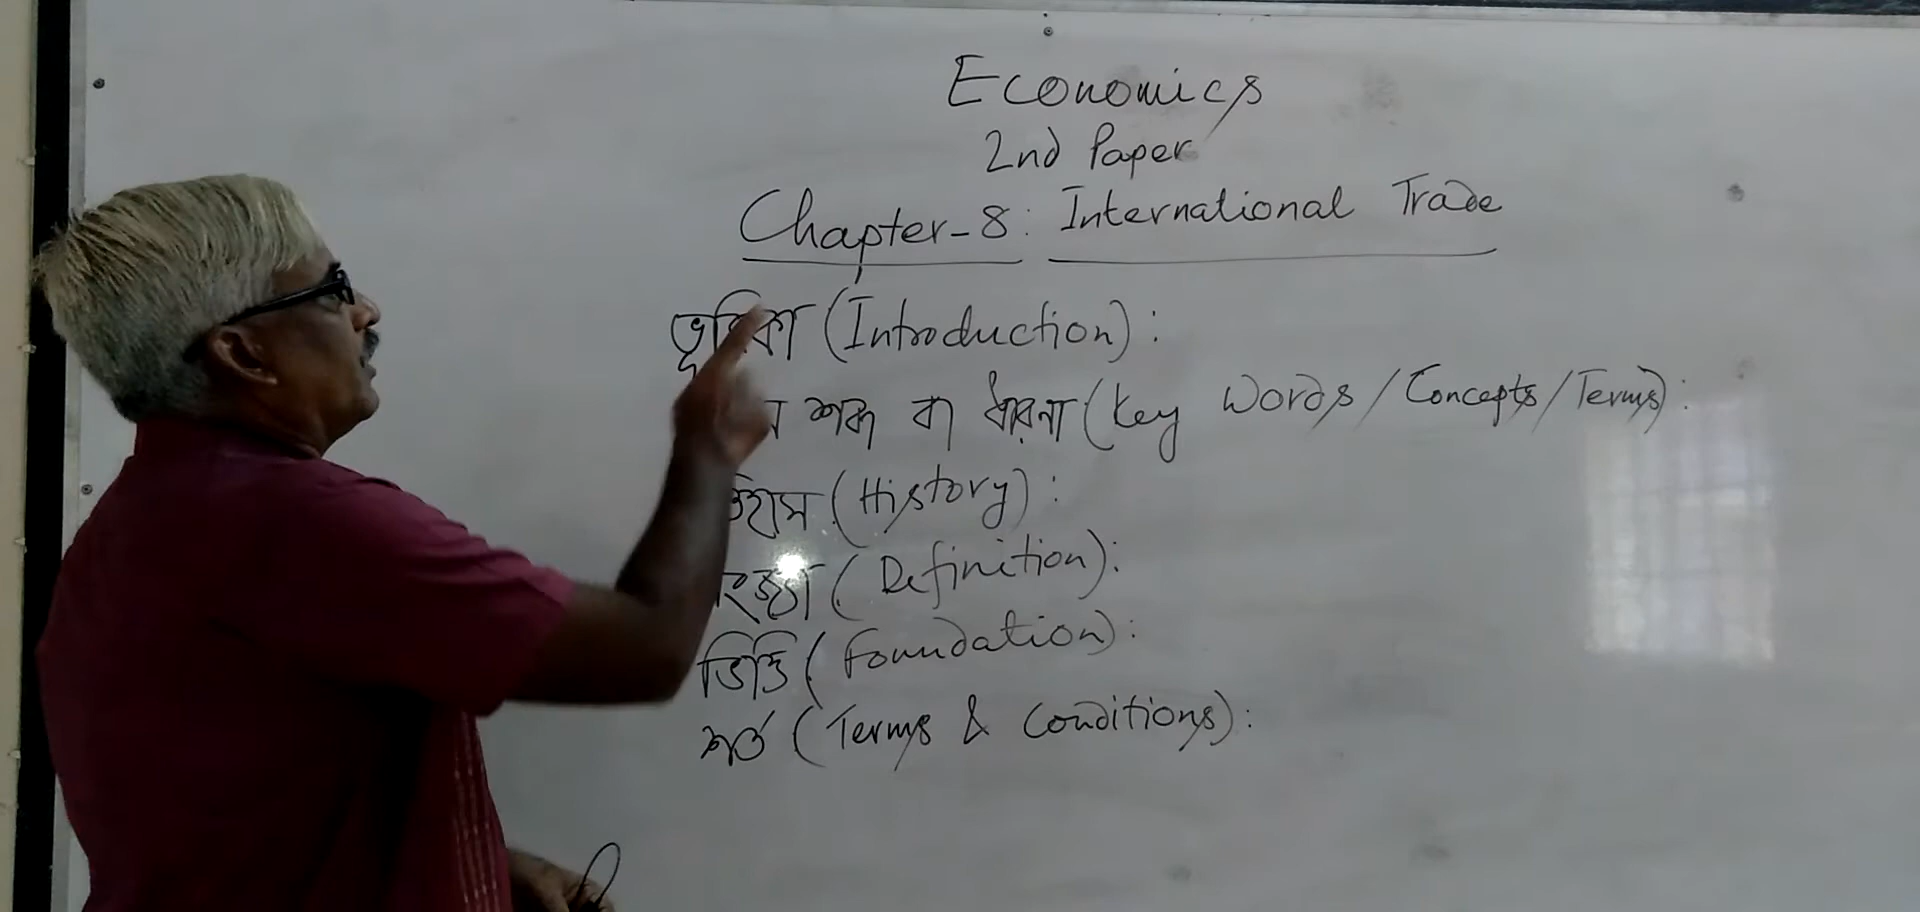 Economics
2nd Paper
Chapter-8: International Trade
(Introduction):
শব্দ বা ধারনা (Key Words/Concepts/Terms):
(History):
(Definition):
ভিত্তি (Foundation):
শর্ত (Terms & Conditions):